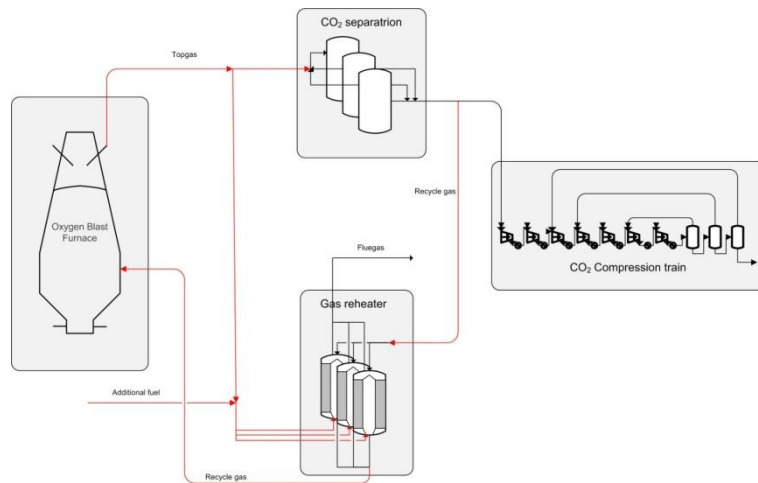 CO₂ separatrion
Topgas
Oxygen Blast
Furnace
Recycle gas
CO₂ Compression train
Fluegas
Gas reheater
Additional fuel
Recycle gas